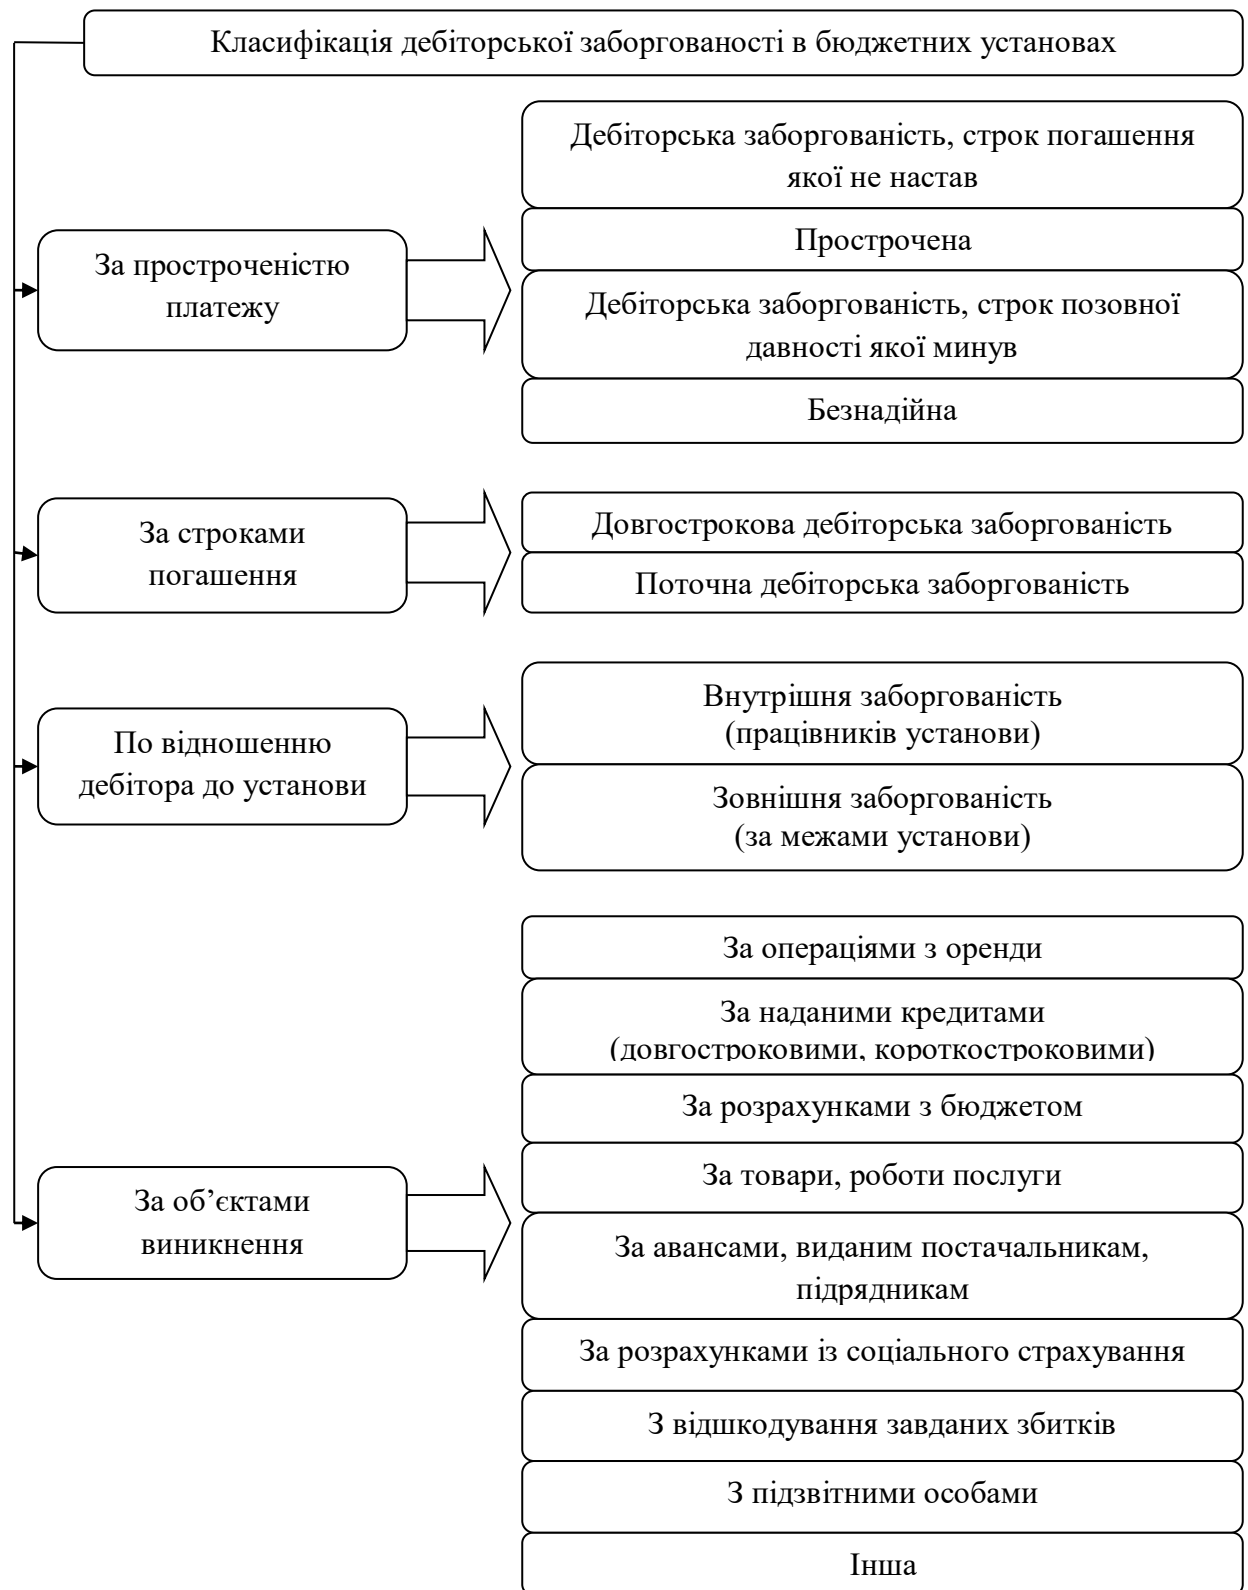 Класифікація дебіторської заборгованості в бюджетних установах
За простроченістю
платежу
Дебіторська заборгованість, строк погашення
якої не настав
Прострочена
Дебіторська заборгованість, строк позовної
давності якої минув
Безнадійна
За строками
погашення
Довгострокова дебіторська заборгованість
Поточна дебіторська заборгованість
По відношенню
дебітора до установи
Внутрішня заборгованість
(працівників установи)
Зовнішня заборгованість
(за межами установи)
За об’єктами
виникнення
За операціями з оренди
За наданими кредитами
(довгостроковими, короткостроковими)
За розрахунками з бюджетом
За товари, роботи послуги
За авансами, виданим постачальникам,
підрядникам
За розрахунками із соціального страхування
З відшкодування завданих збитків
З підзвітними особами
Інша